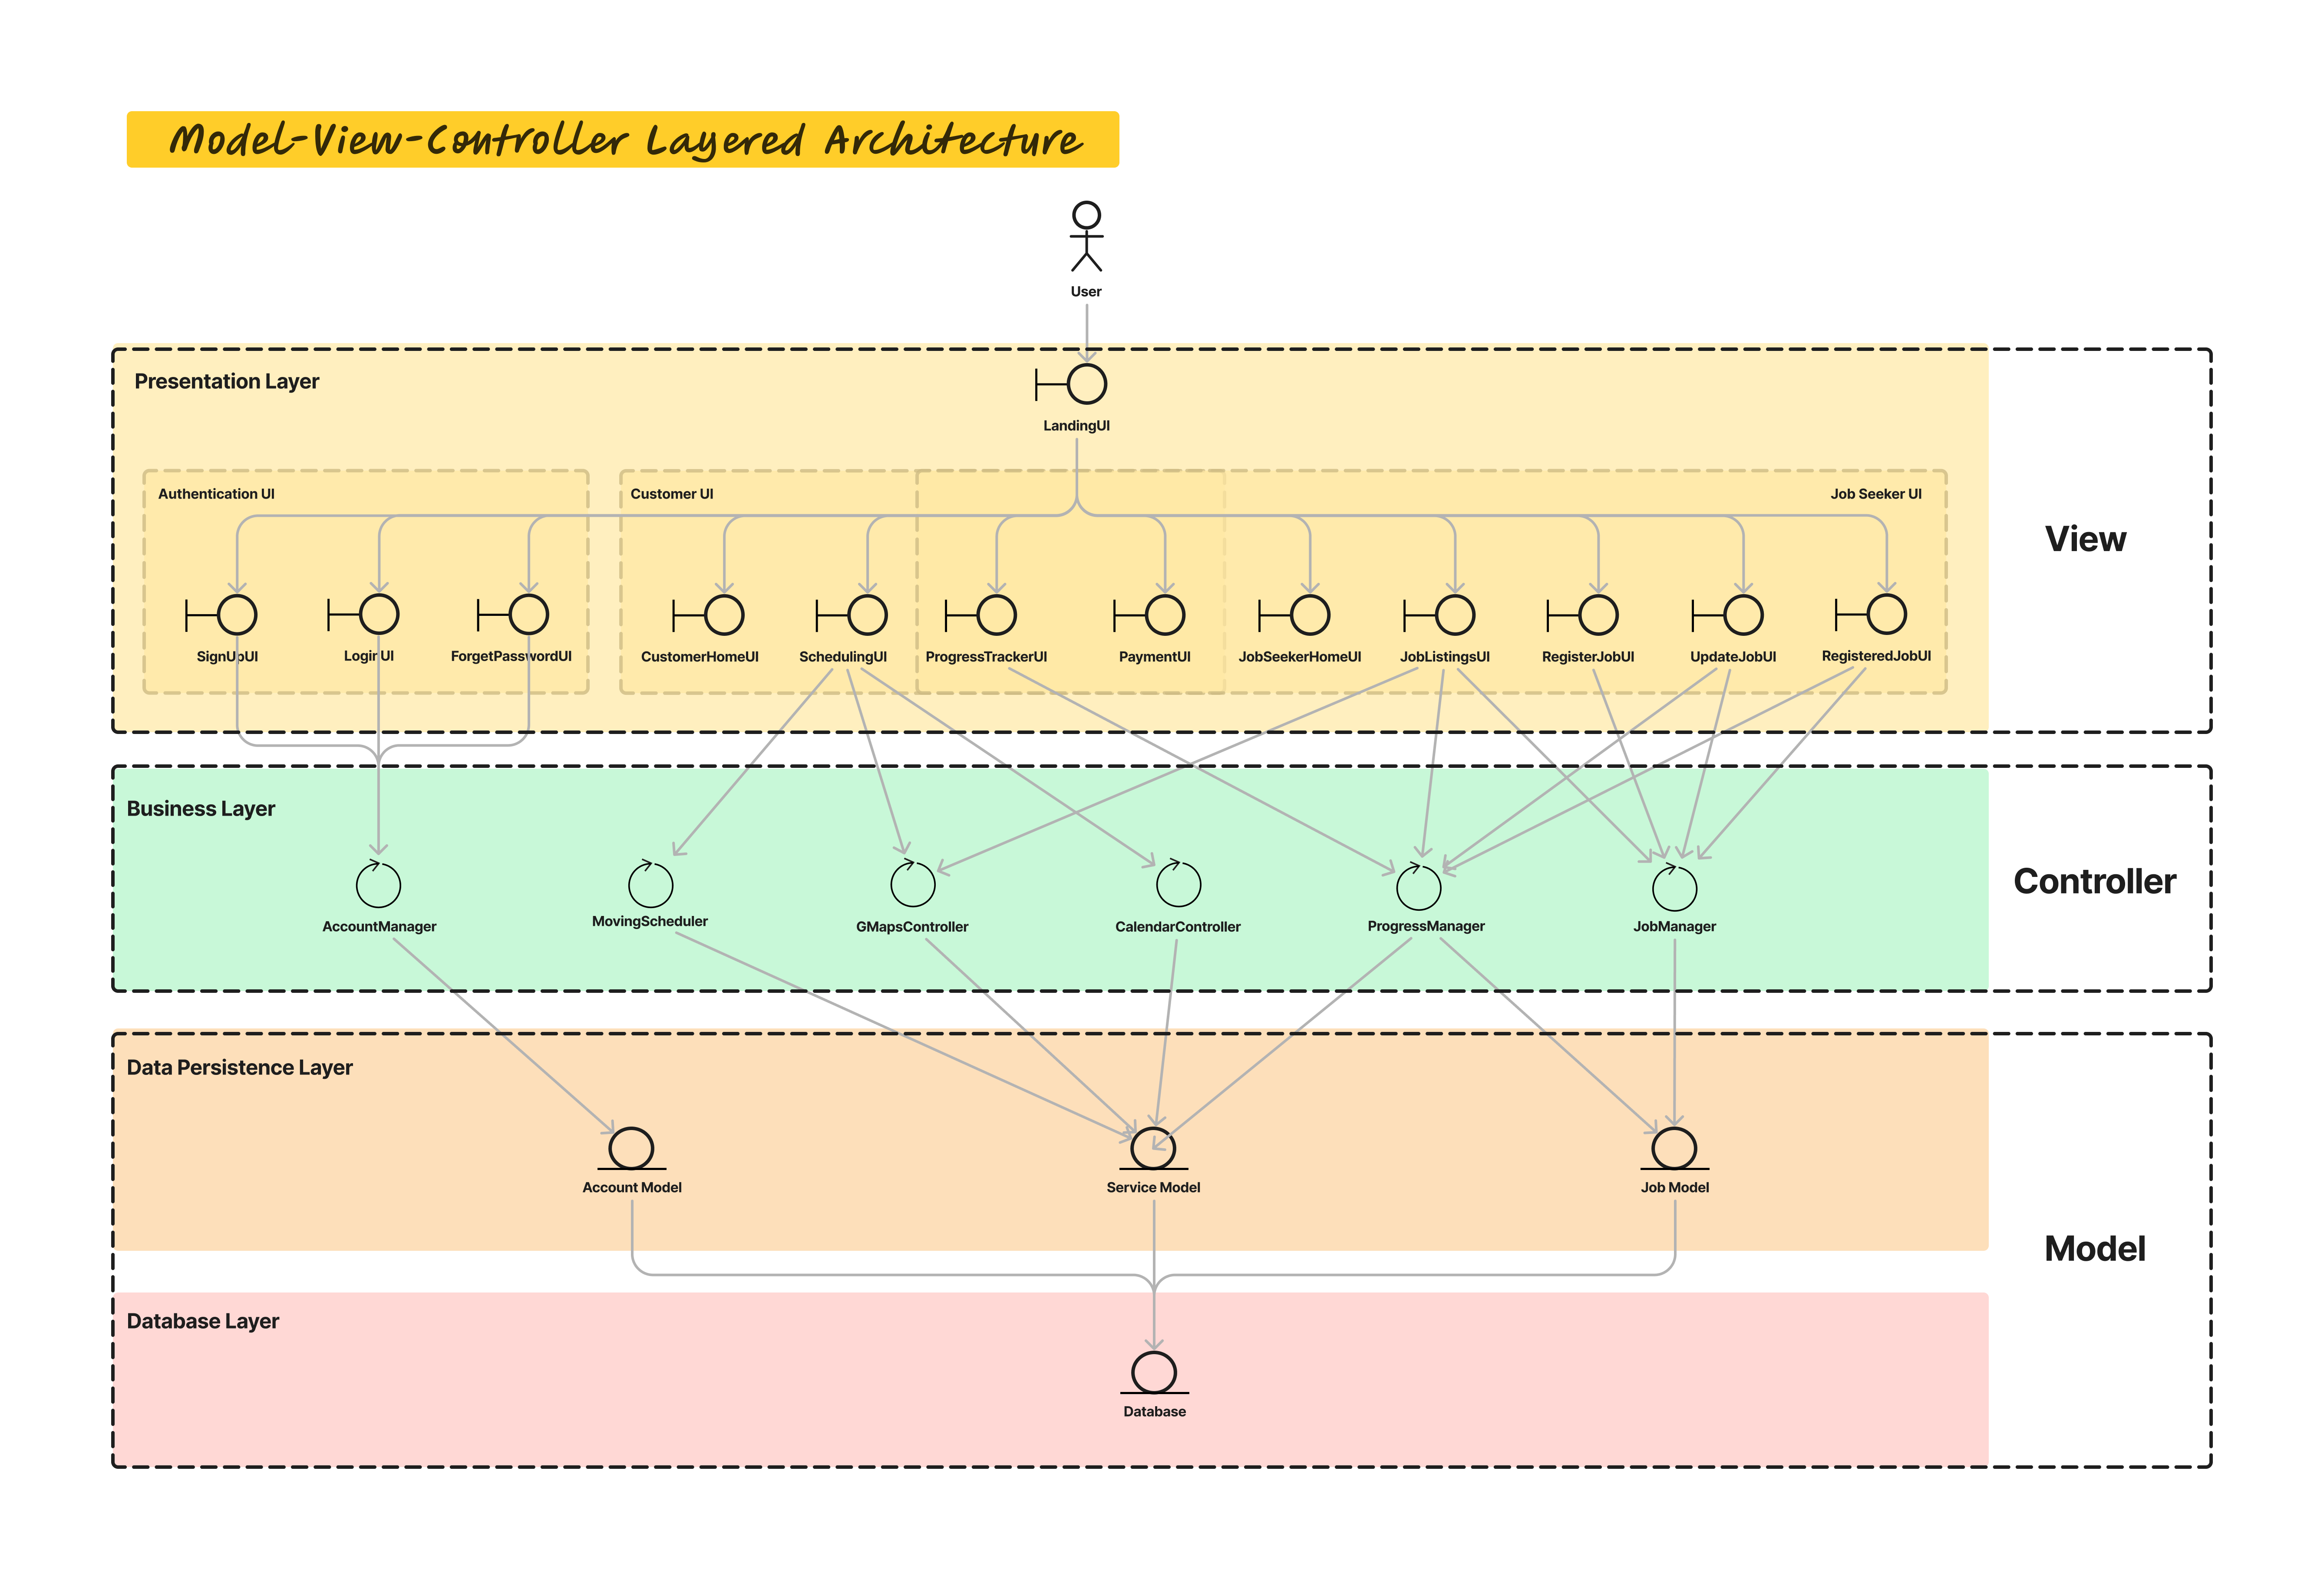 Model-View-Controller Layered Architecture
User
Presentation Layer
LandingUI
Authentication UI
Customer UI
Job Seeker UI
View
SignUpUI
LoginUI
ForgetPasswordUI
CustomerHomeUI
SchedulingUI
ProgressTrackerUI
PaymentUI
JobSeekerHomeUI
JobListingsUI
RegisterJobUI
UpdateJobUI
RegisteredJobUI
Business Layer
Controller
AccountManager
MovingScheduler
GMapsController
CalendarController
ProgressManager
JobManager
Data Persistence Layer
Account Model
Service Model
Job Model
Model
Database Layer
Database